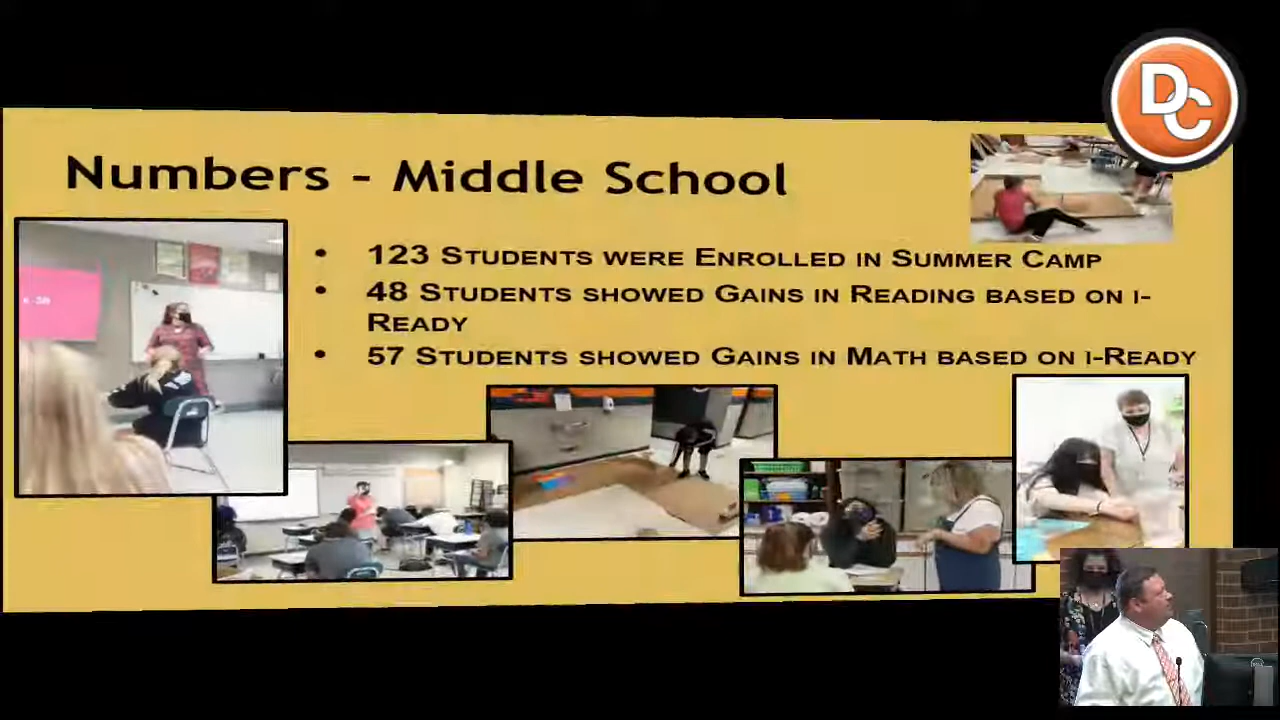 DC
Numbers - Middle School
• 123 STUDENTS WERE ENROLLED IN SUMMER CAMP
• 48 STUDENTS SHOWED GAINS IN READING BASED ON I-
READY
• 57 STUDENTS SHOWED GAINS IN MATH BASED ON I-READY